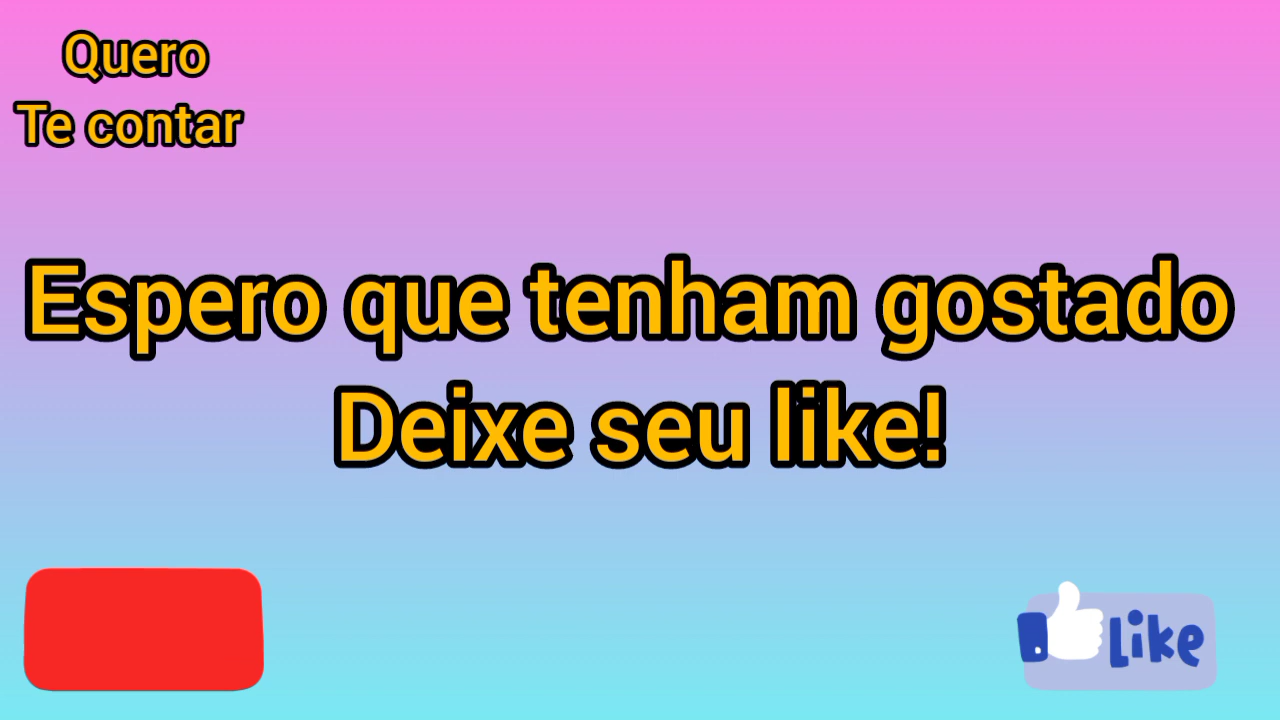 Quero
Te contar
Espero que tenham gostado
Deixe seu like!
Like